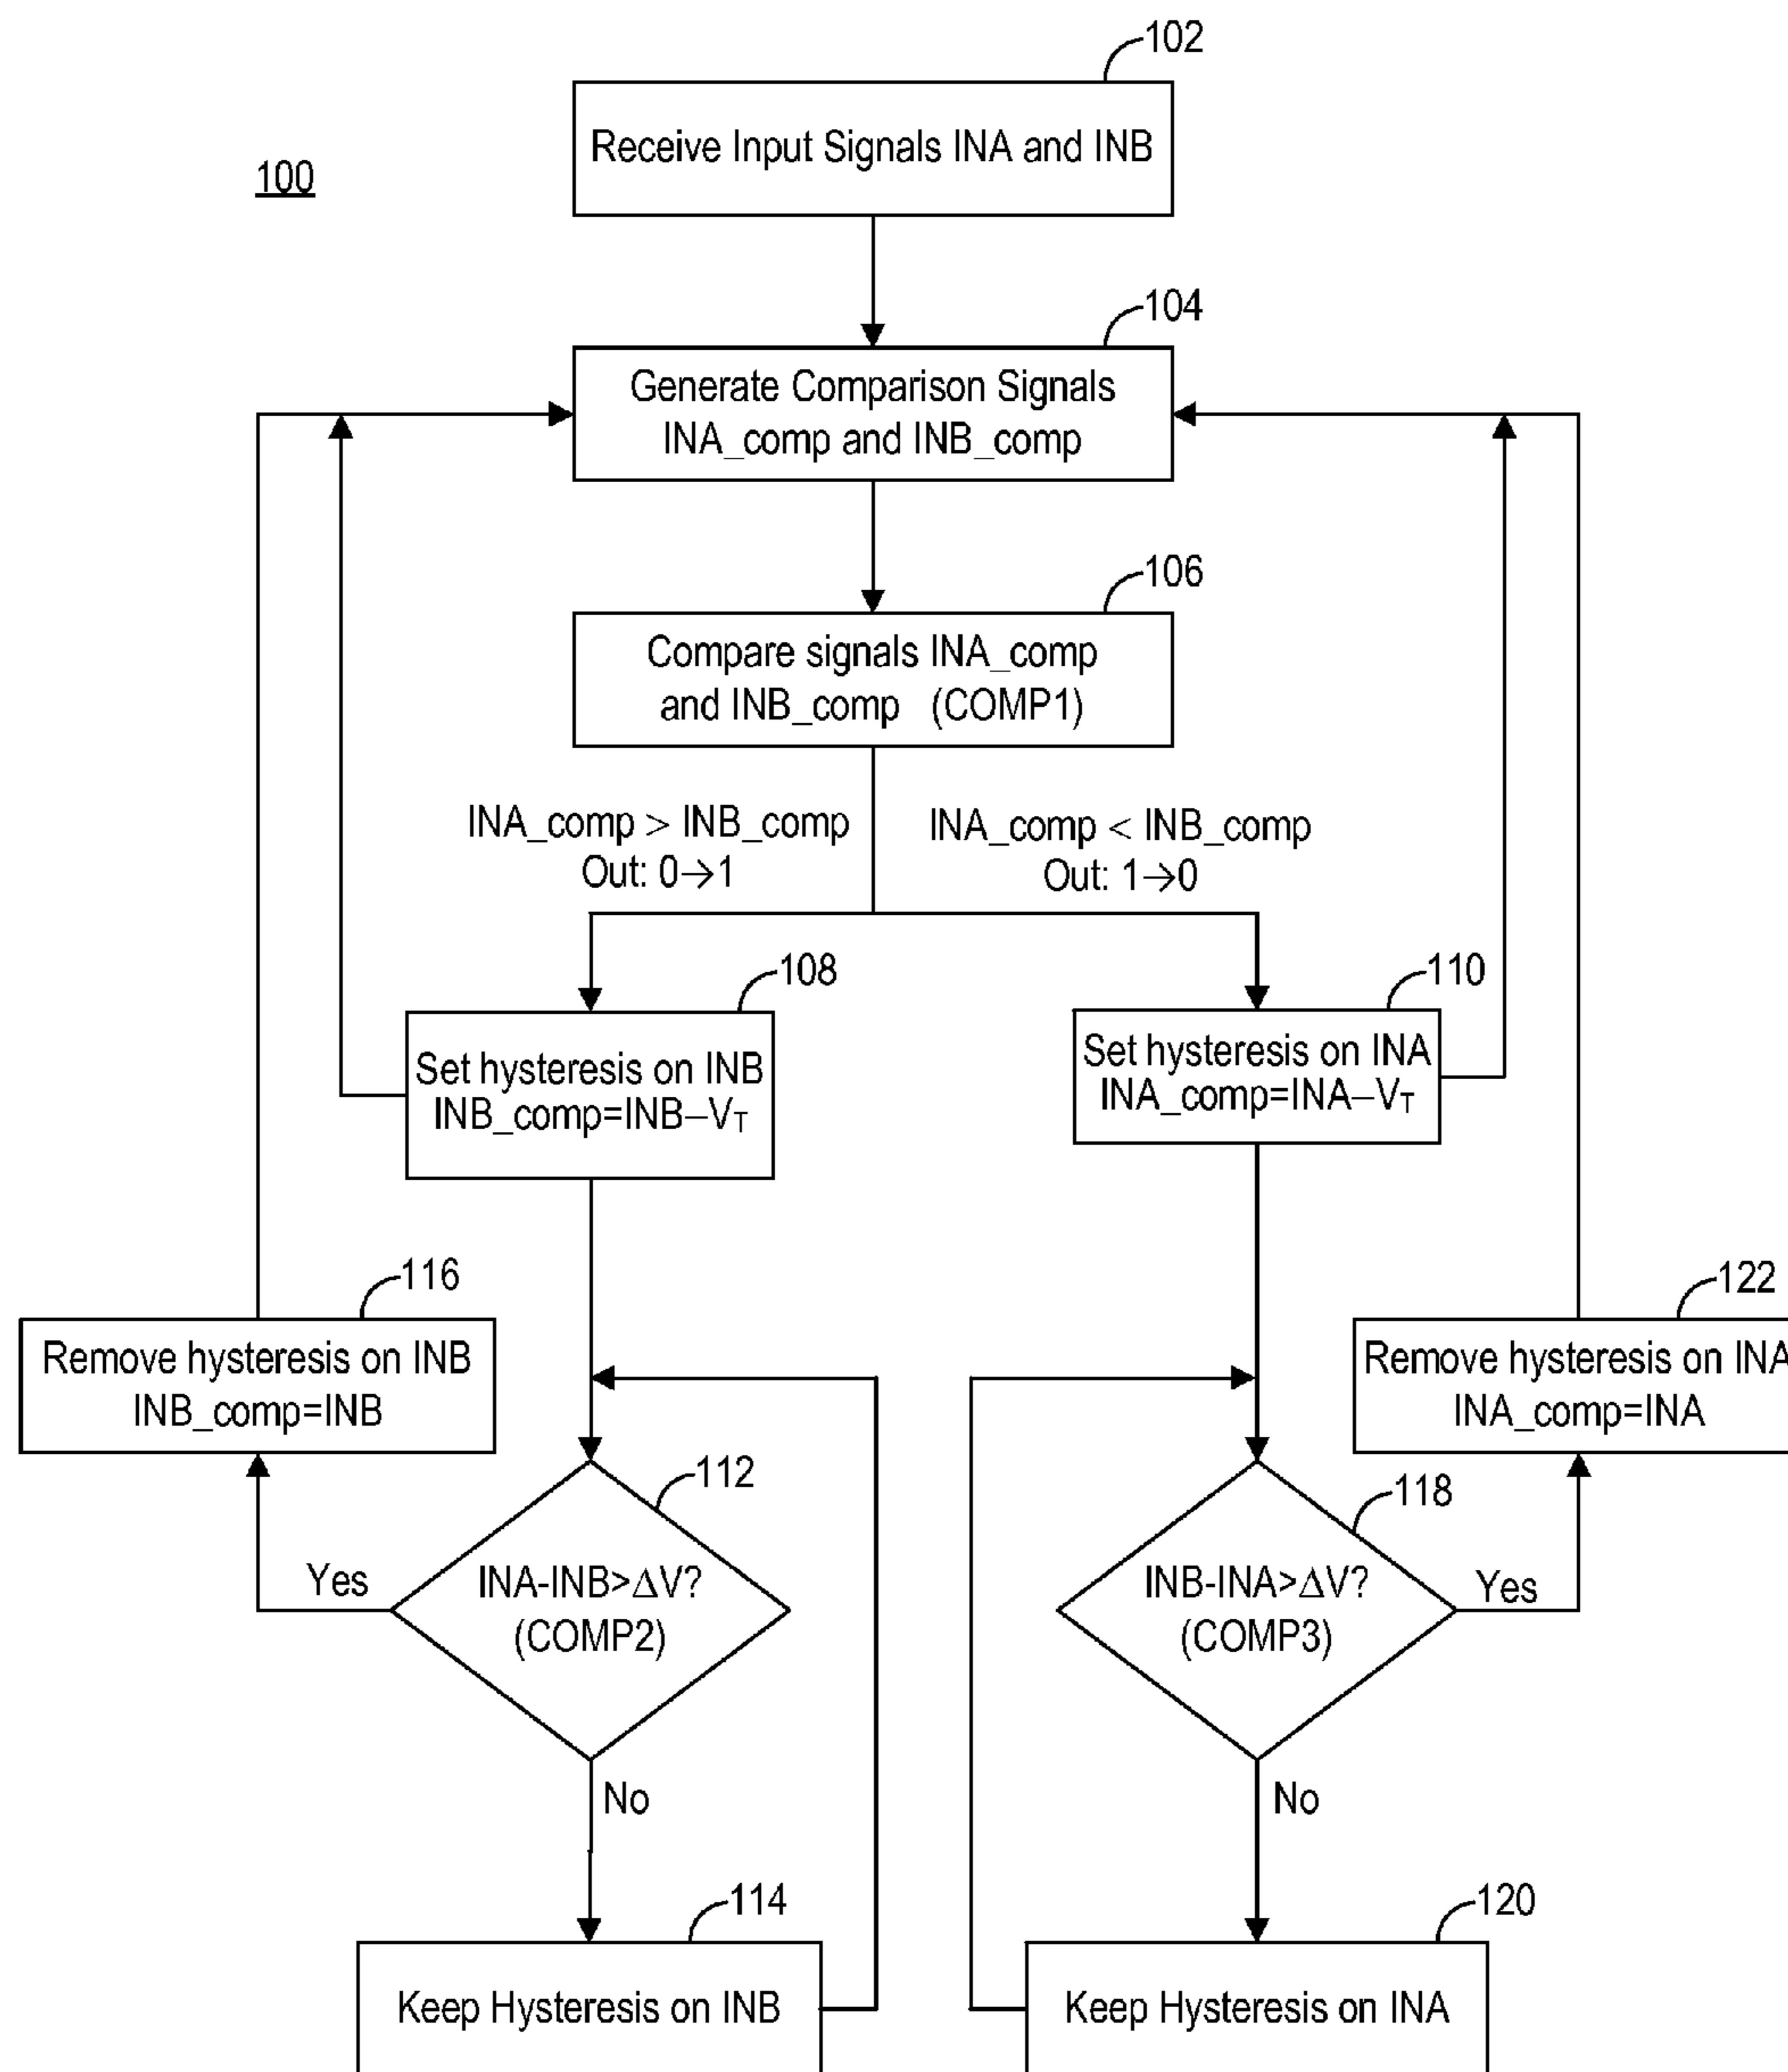 102
Receive Input Signals INA and INB
100
104
Generate Comparison Signals
INA_comp and INB_comp
106
Compare signals INA_comp
and INB_comp (COMP1)
INA_comp > INB_comp
Out: 0→1
INA_comp < INB_comp
Out: 1→0
108
Set hysteresis on INB
INB_comp=INB–VT
110
Set hysteresis on INA
INA_comp=INA–VT
116
Remove hysteresis on INB
INB_comp=INB
122
Remove hysteresis on INA
INA_comp=INA
112
INA-INB>ΔV?
(COMP2)
Yes
No
118
INB-INA>ΔV?
(COMP3)
Yes
No
114
Keep Hysteresis on INB
120
Keep Hysteresis on INA